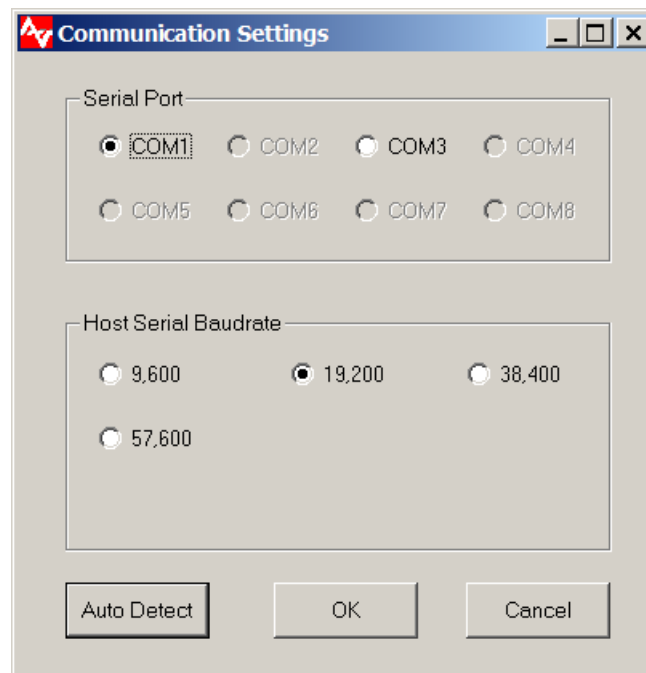 Communication Settings
Serial Port
COM1 COM2 COM3 COM4
COM5 COM6 COM7 COM8
Host Serial Baudrate
9,600 19,200 38,400
57,600
Auto Detect OK Cancel